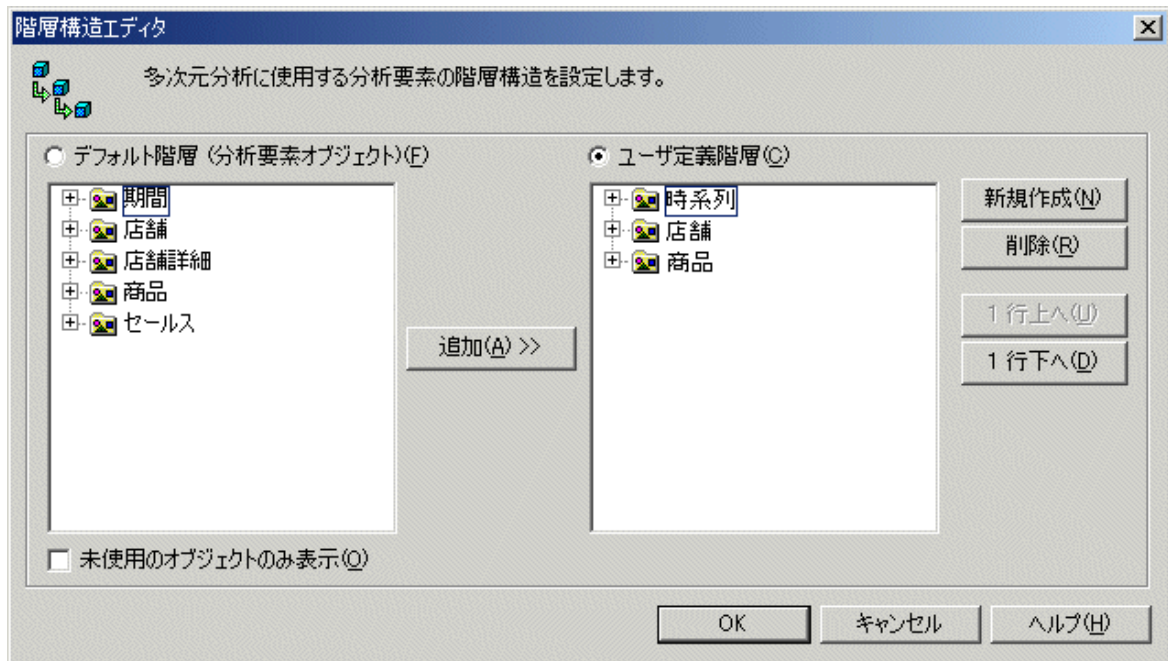 階層構造エディタ
多次元分析に使用する分析要素の階層構造を設定します。
デフォルト階層 (分析要素オブジェクト)(F)
期間
店舗
店舗詳細
商品
セールス
追加(A) >>
ユーザ定義階層(C)
時系列
店舗
商品
新規作成(N)
削除(R)
1 行上へ(U)
1 行下へ(D)
未使用のオブジェクトのみ表示(O)
OK
キャンセル
ヘルプ(H)